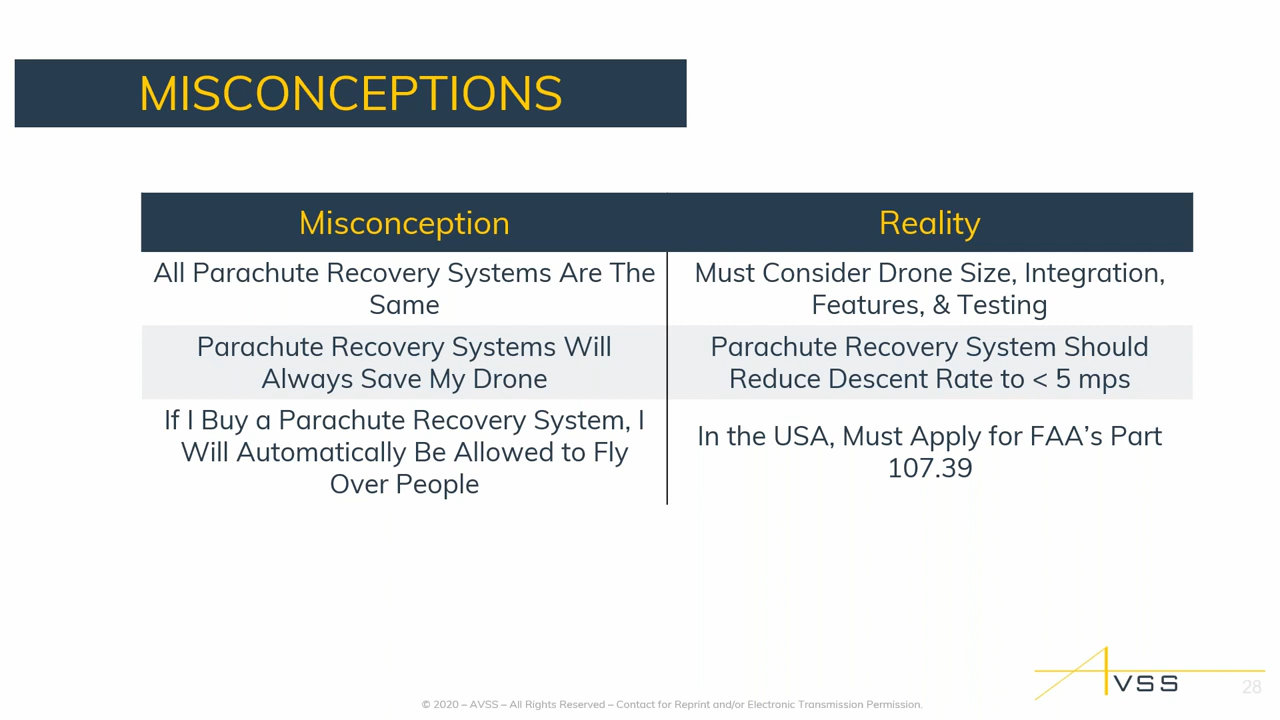 MISCONCEPTIONS
Misconception
Reality
All Parachute Recovery Systems Are The
Same
Must Consider Drone Size, Integration,
Features, & Testing
Parachute Recovery Systems Will
Always Save My Drone
Parachute Recovery System Should
Reduce Descent Rate to < 5 mps
If I Buy a Parachute Recovery System, I
Will Automatically Be Allowed to Fly
Over People
In the USA, Must Apply for FAA’s Part
107.39
AVSS
28
© 2020 – AVSS – All Rights Reserved – Contact for Reprint and/or Electronic Transmission Permission.